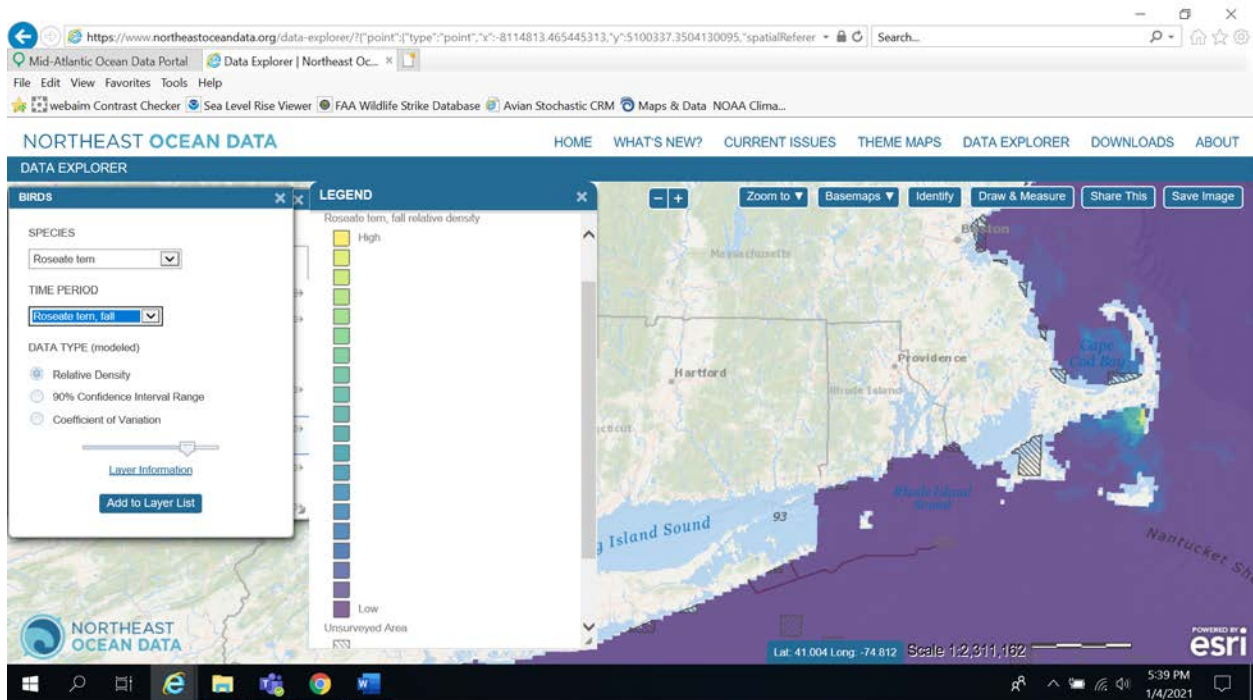 https://www.northeastoceandata.org/data-explorer/?{"point":{"type":"point","x":-8114813.465445313,"y":5100337.3504130095,"spatialReferer
Search...
Mid-Atlantic Ocean Data Portal
Data Explorer | Northeast Oc...
File Edit View Favorites Tools Help
webaim Contrast Checker Sea Level Rise Viewer FAA Wildlife Strike Database Avian Stochastic CRM Maps & Data NOAA Clima...
NORTHEAST OCEAN DATA
HOME WHAT'S NEW? CURRENT ISSUES THEME MAPS DATA EXPLORER DOWNLOADS ABOUT
DATA EXPLORER
BIRDS
SPECIES
Roseate tern
TIME PERIOD
Roseate tern, fall
DATA TYPE (modeled)
Relative Density
90% Confidence Interval Range
Coefficient of Variation
Layer Information
Add to Layer List
LEGEND
Roseate tern, fall relative density
High
Low
Unsurveyed Area
Zoom to ▼ Basemaps ▼ Identify Draw & Measure Share This Save Image
Boston
Massachusetts
Cape
Cod Bay
Providence
Hartford
Rhode Island
cticut
Rhode Island
Sound
g Island Sound
93
Nantucket Sh
NORTHEAST
OCEAN DATA
Lat: 41.004 Long: -74.812
Scale 1:2,311,162
POWERED BY
esri
5:39 PM
1/4/2021